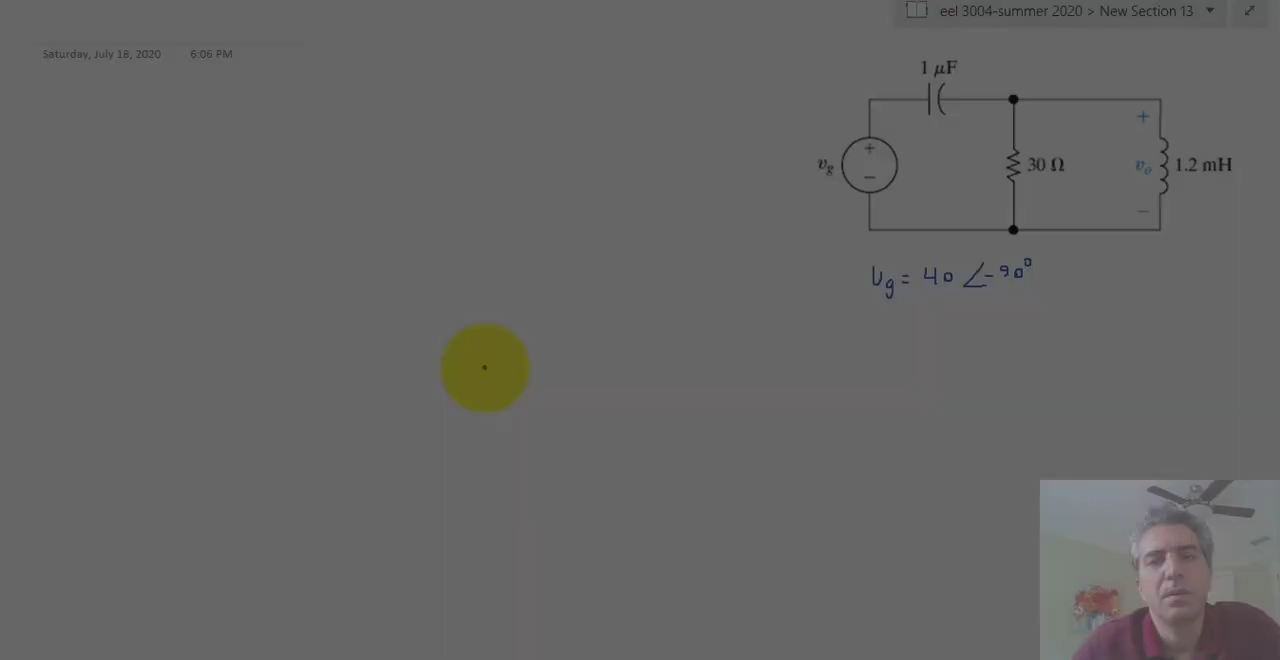 eel 3004-summer 2020 > New Section 13
Saturday, July 18, 2020 6:06 PM
1 μF
+
−
v_g
30 Ω
+
v_o
−
1.2 mH
U_g = 40 ∠-90°